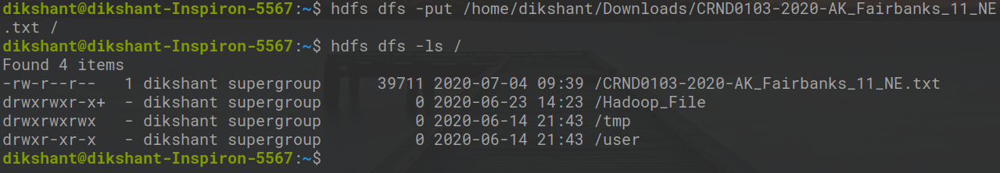 dikshant@dikshant-Inspiron-5567:~$ hdfs dfs -put /home/dikshant/Downloads/CRND0103-2020-AK_Fairbanks_11_NE
.txt /
dikshant@dikshant-Inspiron-5567:~$ hdfs dfs -ls /
Found 4 items
-rw-r--r--   1 dikshant supergroup      39711 2020-07-04 09:39 /CRND0103-2020-AK_Fairbanks_11_NE.txt
drwxrwxr-x+  - dikshant supergroup          0 2020-06-23 14:23 /Hadoop_File
drwxrwxrwx   - dikshant supergroup          0 2020-06-14 21:43 /tmp
drwxr-xr-x   - dikshant supergroup          0 2020-06-14 21:43 /user
dikshant@dikshant-Inspiron-5567:~$